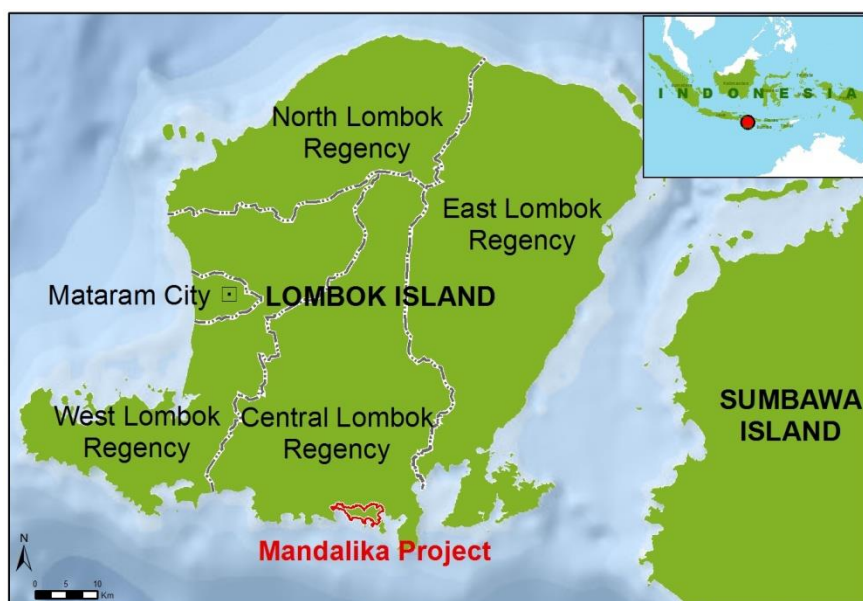 North Lombok
Regency
East Lombok
Regency
Mataram City
LOMBOK ISLAND
West Lombok
Regency
Central Lombok
Regency
SUMBAWA
ISLAND
Mandalika Project
INDONESIA
N
0 5 10
Km